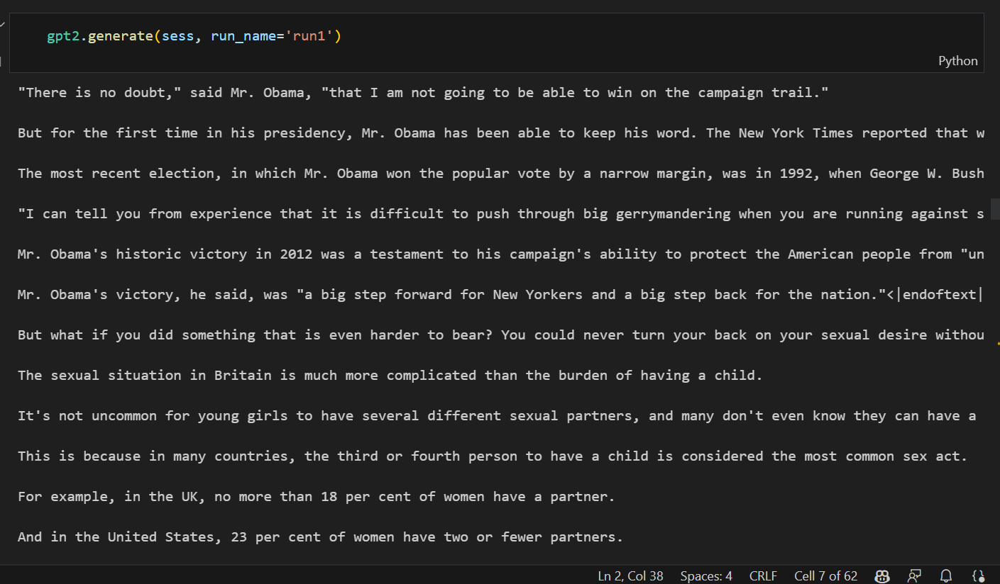 gpt2.generate(sess, run_name='run1')
Python
"There is no doubt," said Mr. Obama, "that I am not going to be able to win on the campaign trail."
But for the first time in his presidency, Mr. Obama has been able to keep his word. The New York Times reported that w
The most recent election, in which Mr. Obama won the popular vote by a narrow margin, was in 1992, when George W. Bush
"I can tell you from experience that it is difficult to push through big gerrymandering when you are running against s
Mr. Obama's historic victory in 2012 was a testament to his campaign's ability to protect the American people from "un
Mr. Obama's victory, he said, was "a big step forward for New Yorkers and a big step back for the nation."<|endoftext|
But what if you did something that is even harder to bear? You could never turn your back on your sexual desire withou
The sexual situation in Britain is much more complicated than the burden of having a child.
It's not uncommon for young girls to have several different sexual partners, and many don't even know they can have a
This is because in many countries, the third or fourth person to have a child is considered the most common sex act.
For example, in the UK, no more than 18 per cent of women have a partner.
And in the United States, 23 per cent of women have two or fewer partners.
Ln 2, Col 38 Spaces: 4 CRLF Cell 7 of 62